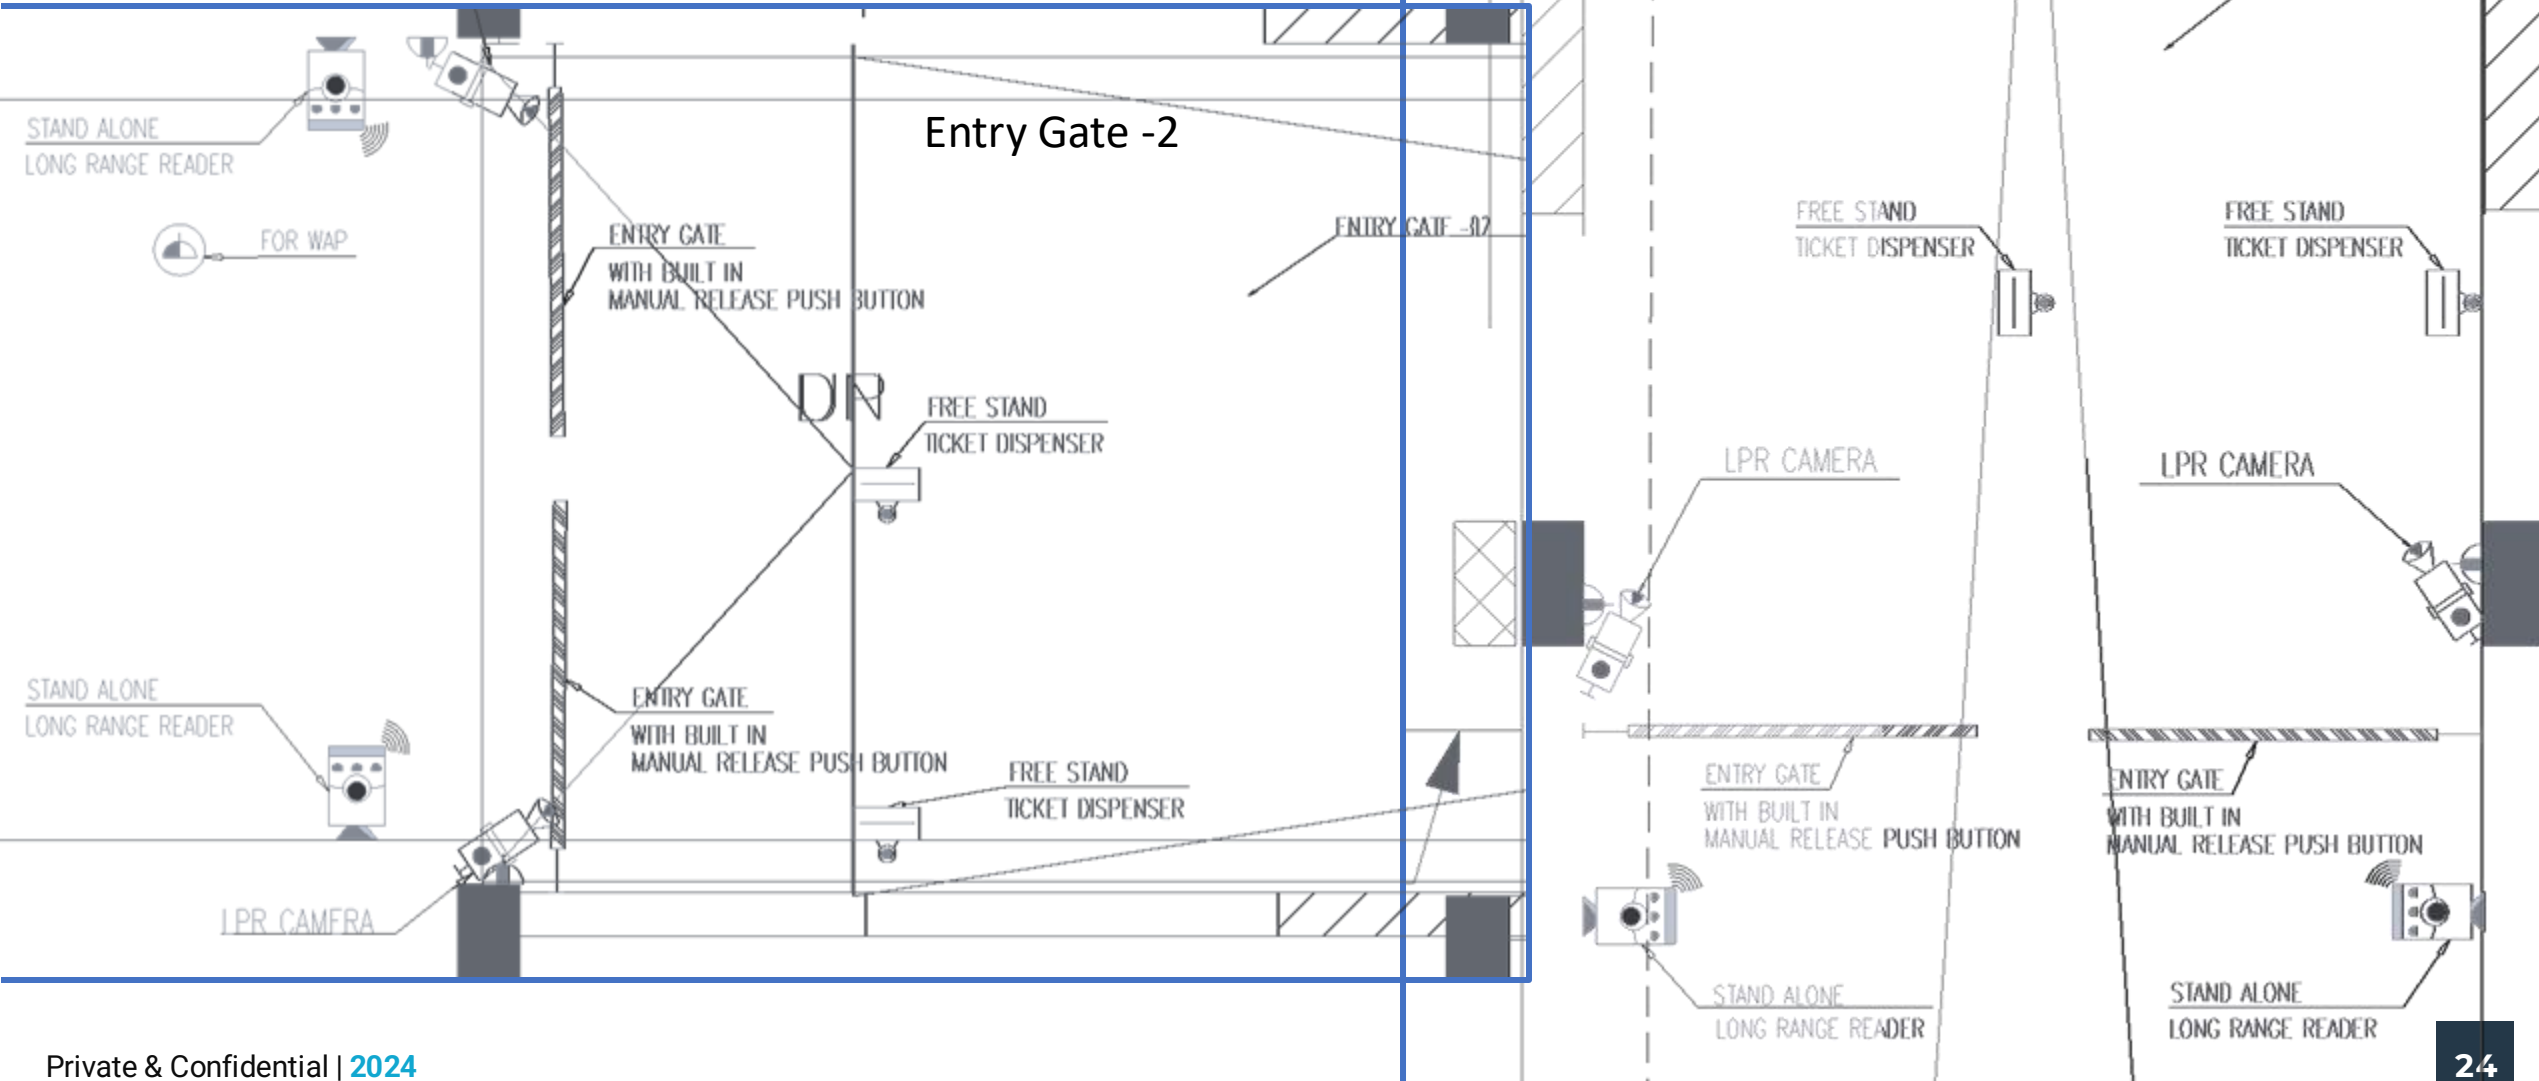 Entry Gate -2
STAND ALONE
LONG RANGE READER
FOR WAP
ENTRY GATE
WITH BUILT IN
MANUAL RELEASE PUSH BUTTON
ENTRY GATE -02
FREE STAND
TICKET DISPENSER
FREE STAND
TICKET DISPENSER
DN
FREE STAND
TICKET DISPENSER
LPR CAMERA
LPR CAMERA
STAND ALONE
LONG RANGE READER
ENTRY GATE
WITH BUILT IN
MANUAL RELEASE PUSH BUTTON
FREE STAND
TICKET DISPENSER
ENTRY GATE
WITH BUILT IN
MANUAL RELEASE PUSH BUTTON
ENTRY GATE
WITH BUILT IN
MANUAL RELEASE PUSH BUTTON
LPR CAMERA
STAND ALONE
LONG RANGE READER
STAND ALONE
LONG RANGE READER
Private & Confidential | 2024
24